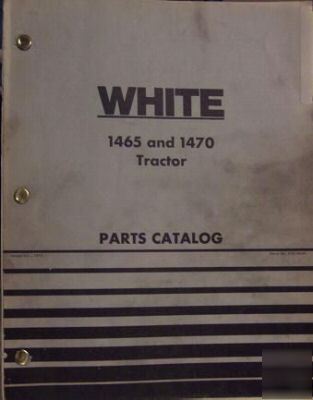 WHITE
1465 and 1470
Tractor
PARTS CATALOG